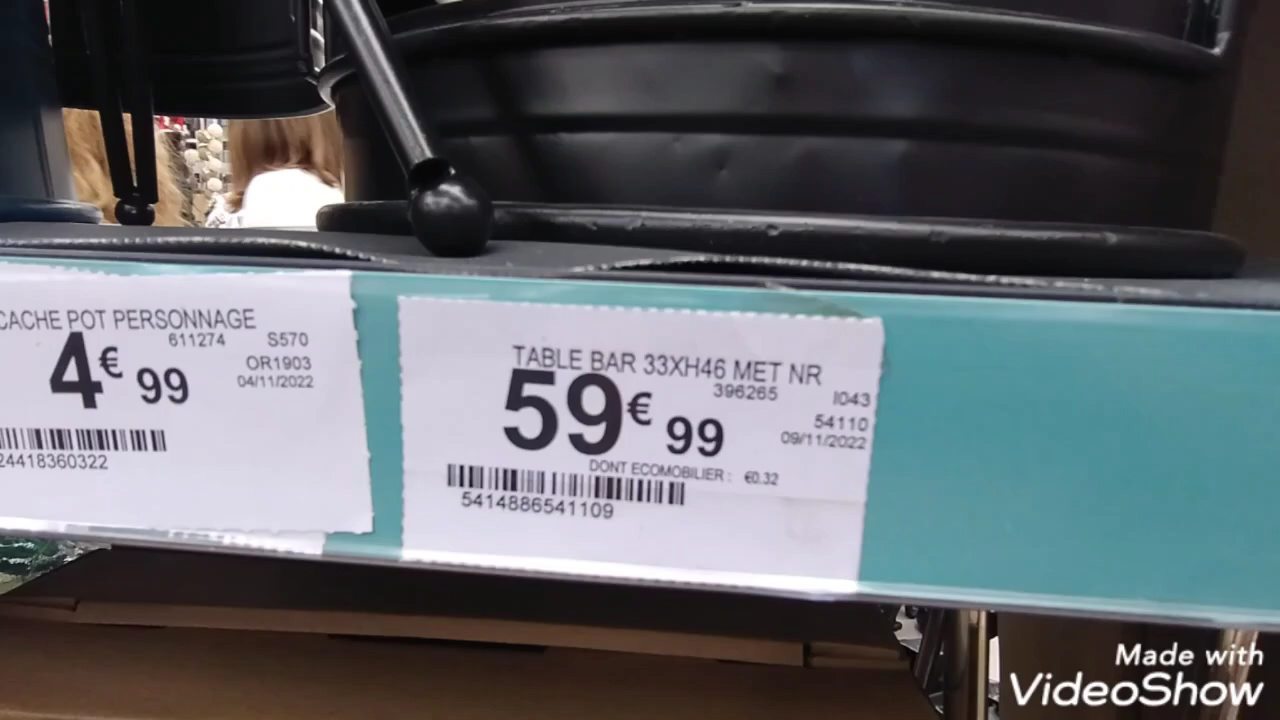 CACHE POT PERSONNAGE
611274 S570
4€ 99
OR1903
04/11/2022
24418360322
TABLE BAR 33XH46 MET NR
396265 I043
59€ 99
54110
09/11/2022
DONT ECOMOBILIER : €0.32
5414886541109
Made with
VideoShow